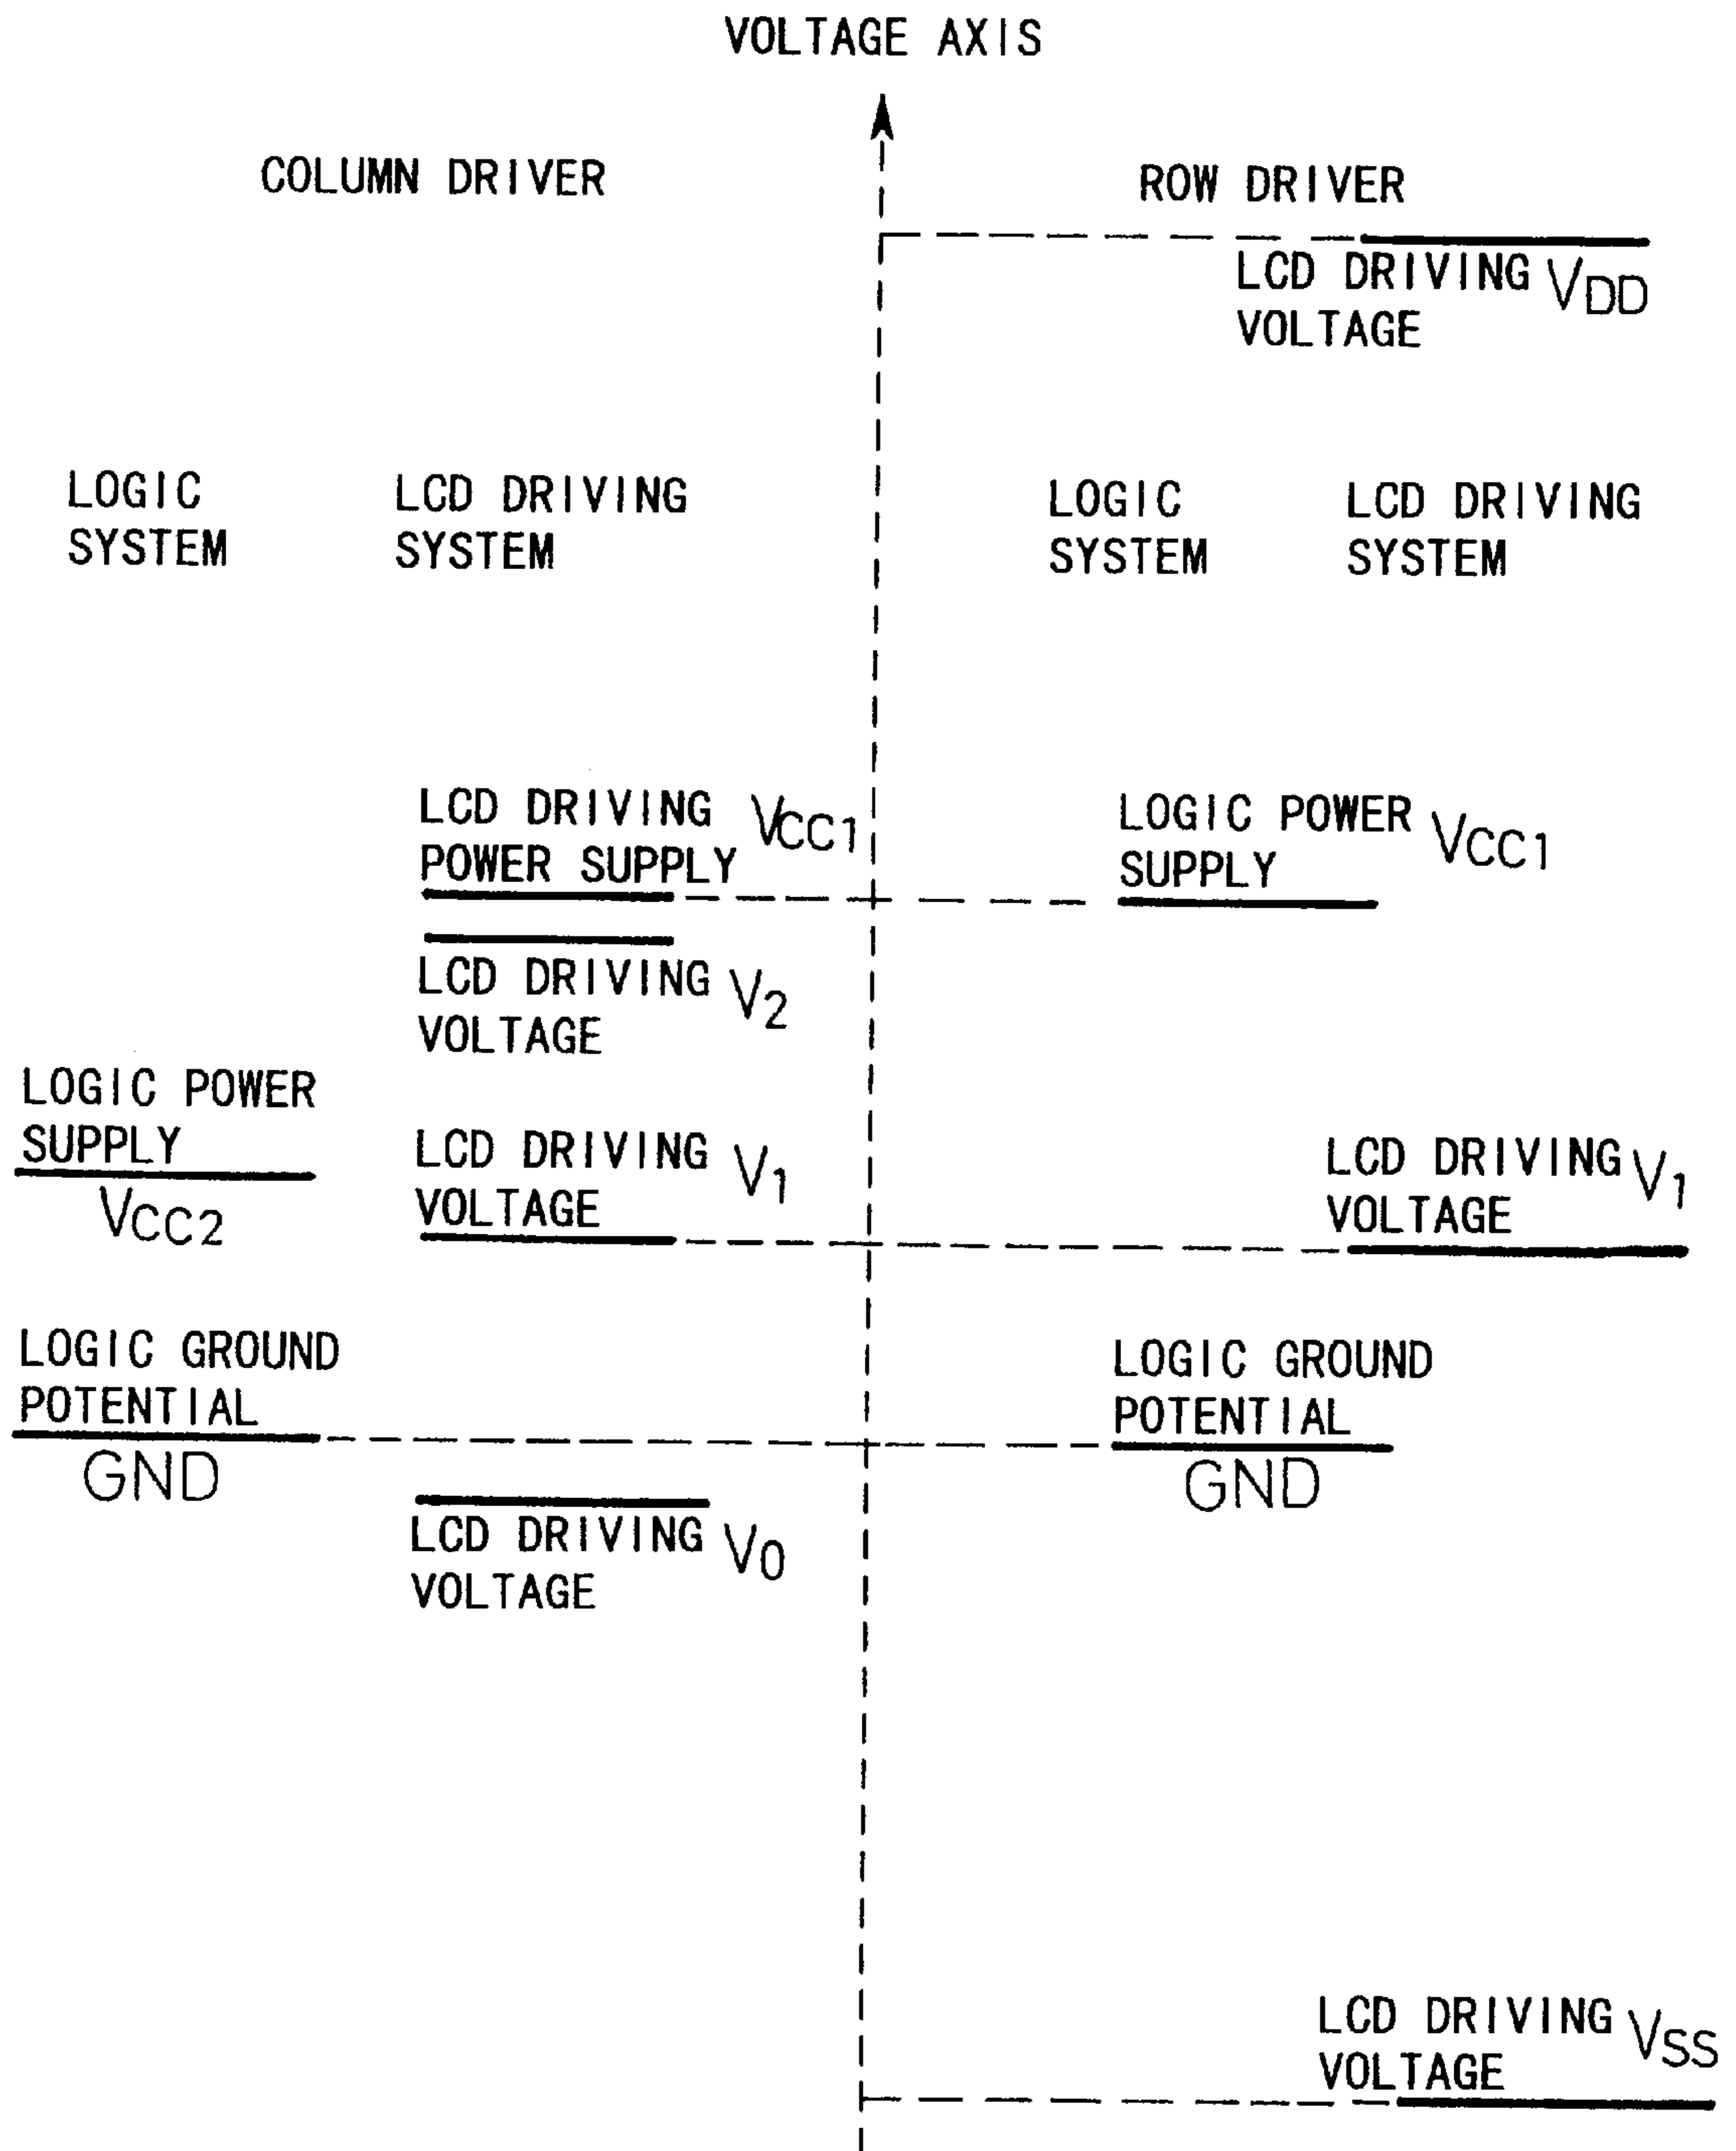 VOLTAGE AXIS
COLUMN DRIVER
ROW DRIVER
LCD DRIVING VDD
VOLTAGE
LOGIC
SYSTEM
LCD DRIVING
SYSTEM
LOGIC
SYSTEM
LCD DRIVING
SYSTEM
LCD DRIVING VCC1
POWER SUPPLY
LOGIC POWER VCC1
SUPPLY
LCD DRIVING V2
VOLTAGE
LOGIC POWER
SUPPLY
VCC2
LCD DRIVING V1
VOLTAGE
LCD DRIVING V1
VOLTAGE
LOGIC GROUND
POTENTIAL
GND
LOGIC GROUND
POTENTIAL
GND
LCD DRIVING V0
VOLTAGE
LCD DRIVING VSS
VOLTAGE